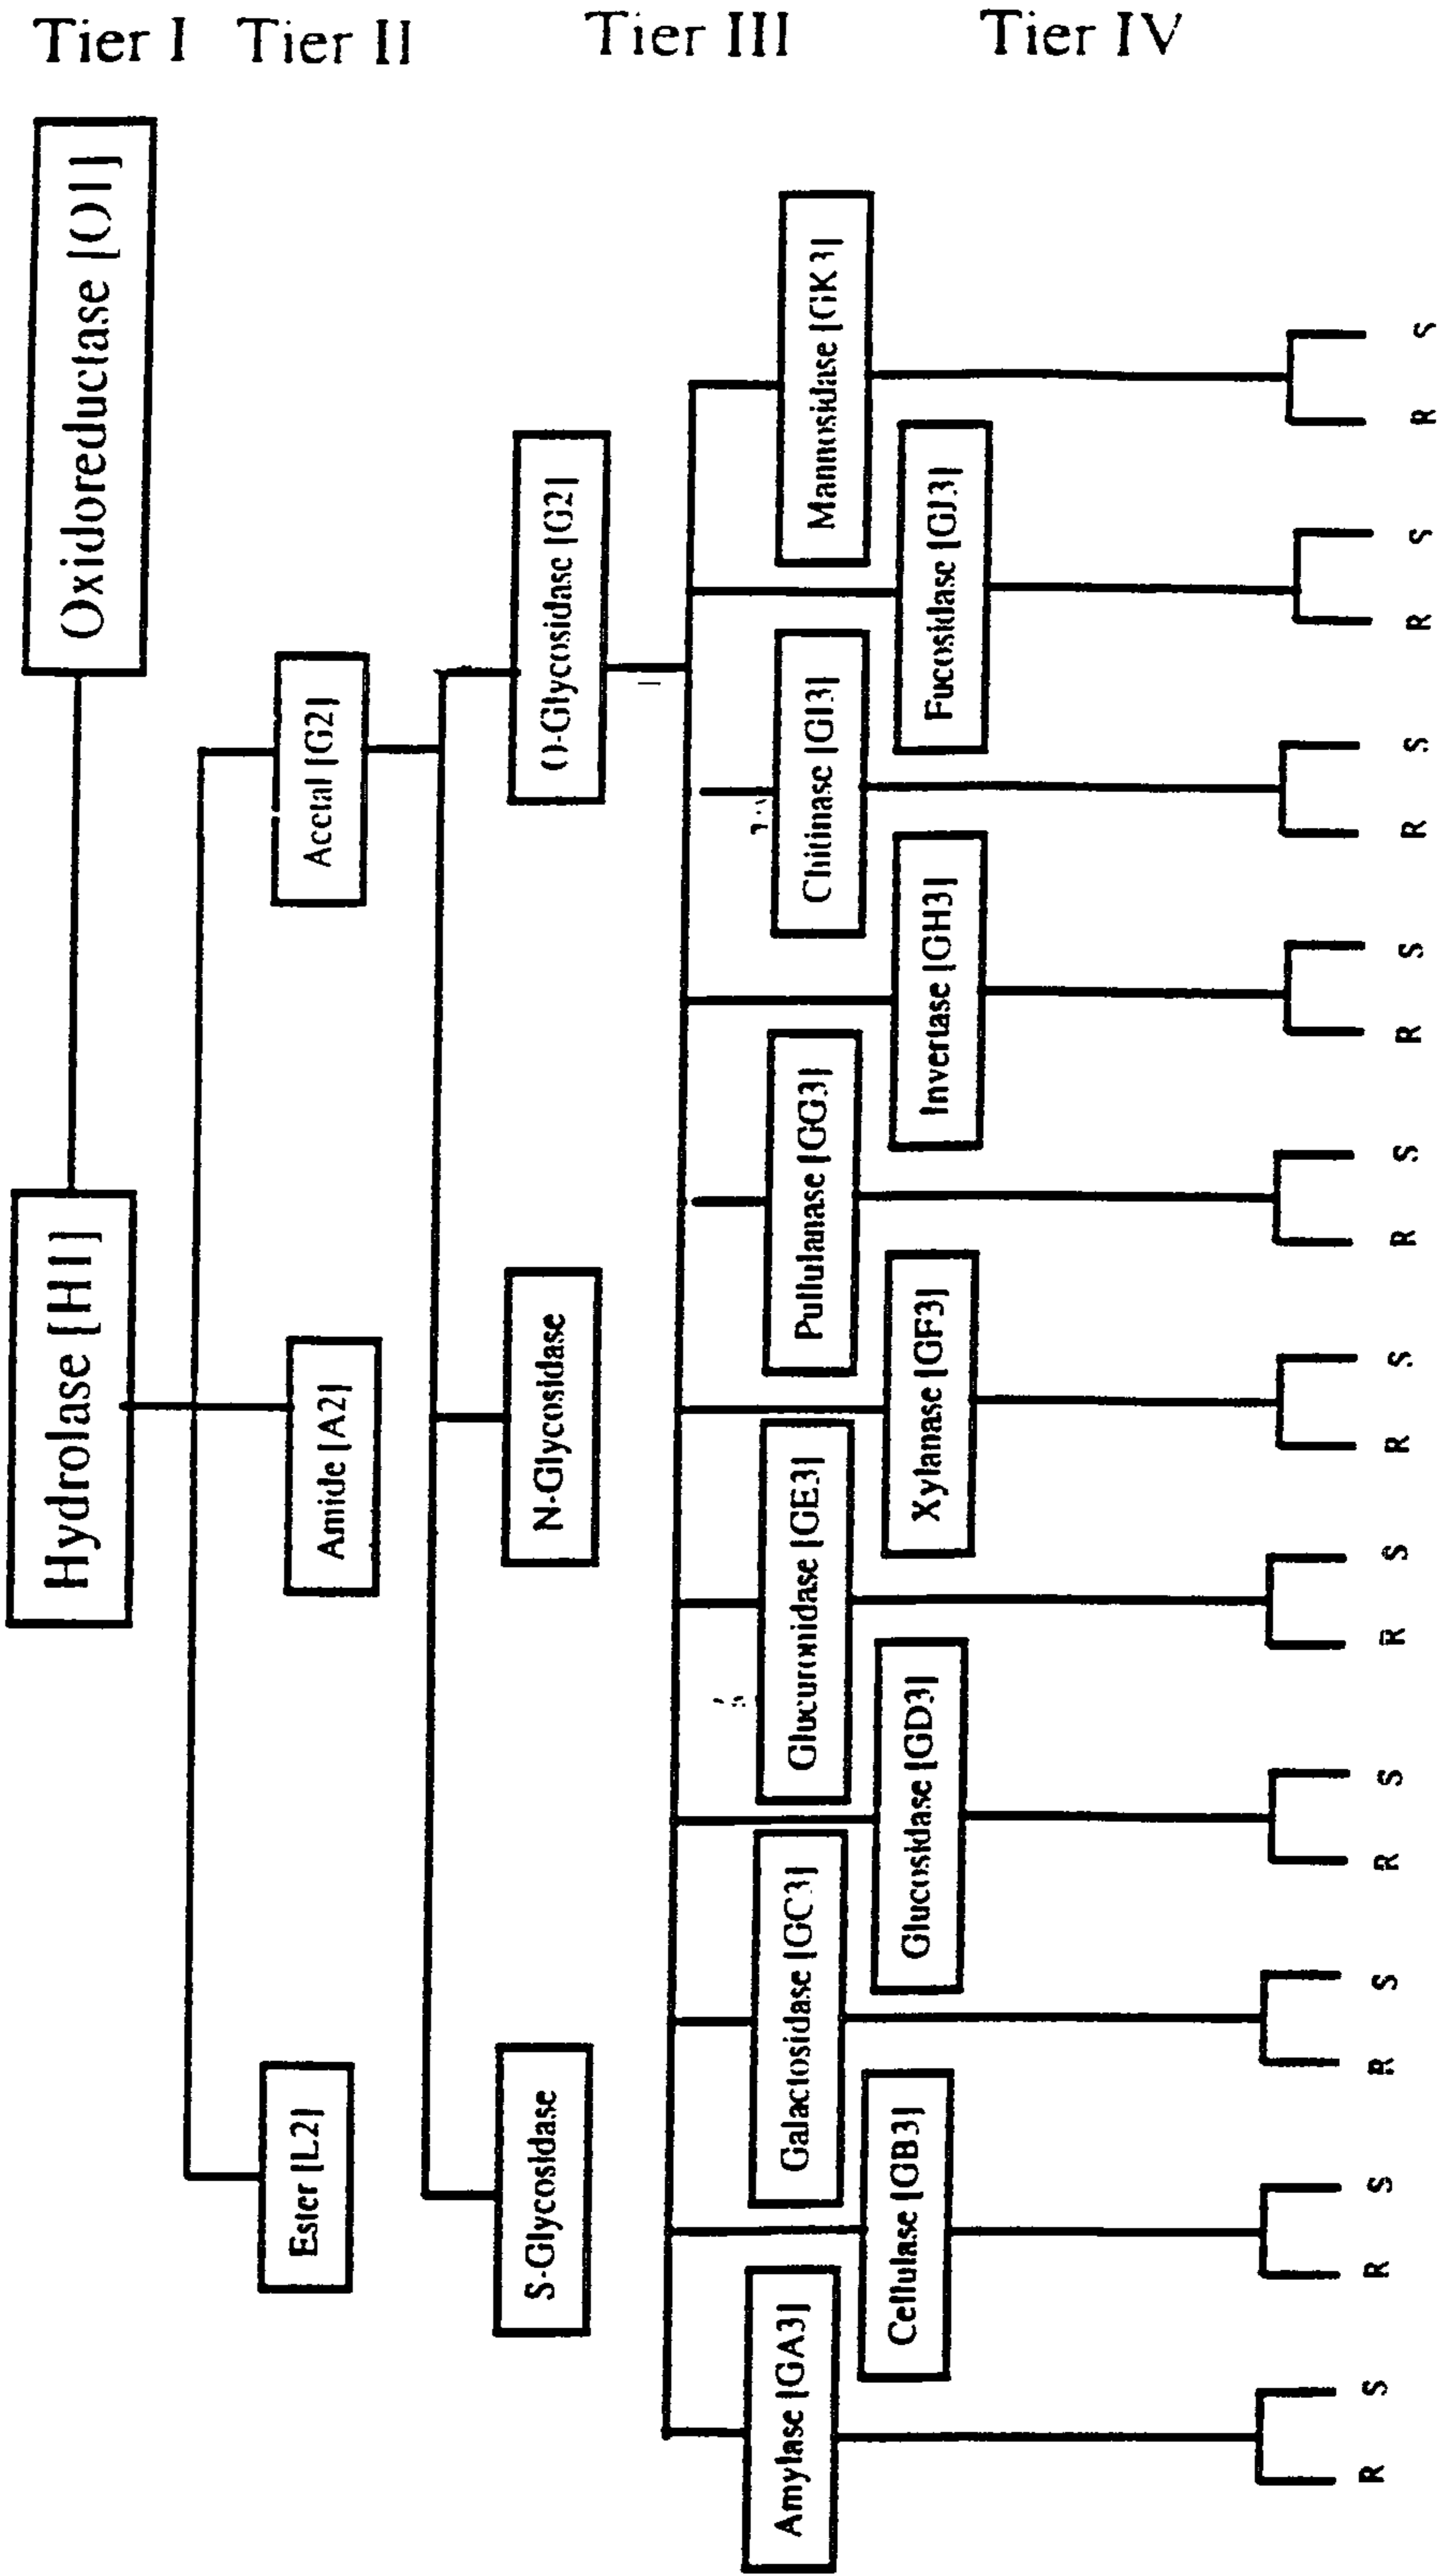 Tier I
Tier II
Tier III
Tier IV
Hydrolase [H1]
Oxidoreductase [O1]
Ester [L2]
Amide [A2]
Acetal [G2]
S-Glycosidase
N-Glycosidase
O-Glycosidase [G2]
Amylase [GA3]
Galactosidase [GC3]
Glucuronidase [GE3]
Pullulanase [GG3]
Chitinase [GI3]
Mannosidase [GK3]
Cellulase [GB3]
Glucosidase [GD3]
Xylanase [GF3]
Invertase [GH3]
Fucosidase [GJ3]
R S R S R S R S R S R S R S R S R S R S R S